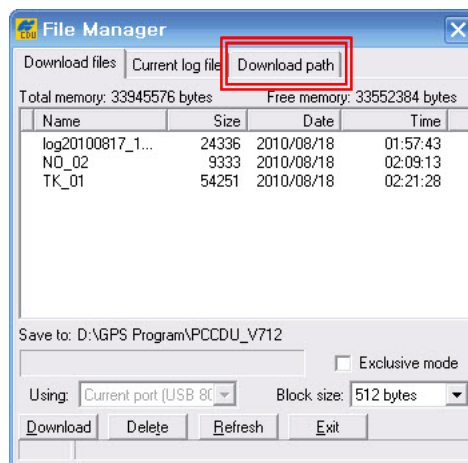 CDU File Manager
Download files Current log file Download path
Total memory: 33945576 bytes Free memory: 33552384 bytes
Name Size Date Time
log20100817_1... 24336 2010/08/18 01:57:43
NO_02 9333 2010/08/18 02:09:13
TK_01 54251 2010/08/18 02:21:28
Save to: D:\GPS Program\PCCDU_V712
Exclusive mode
Using: Current port (USB 80 Block size: 512 bytes
Download Delete Refresh Exit